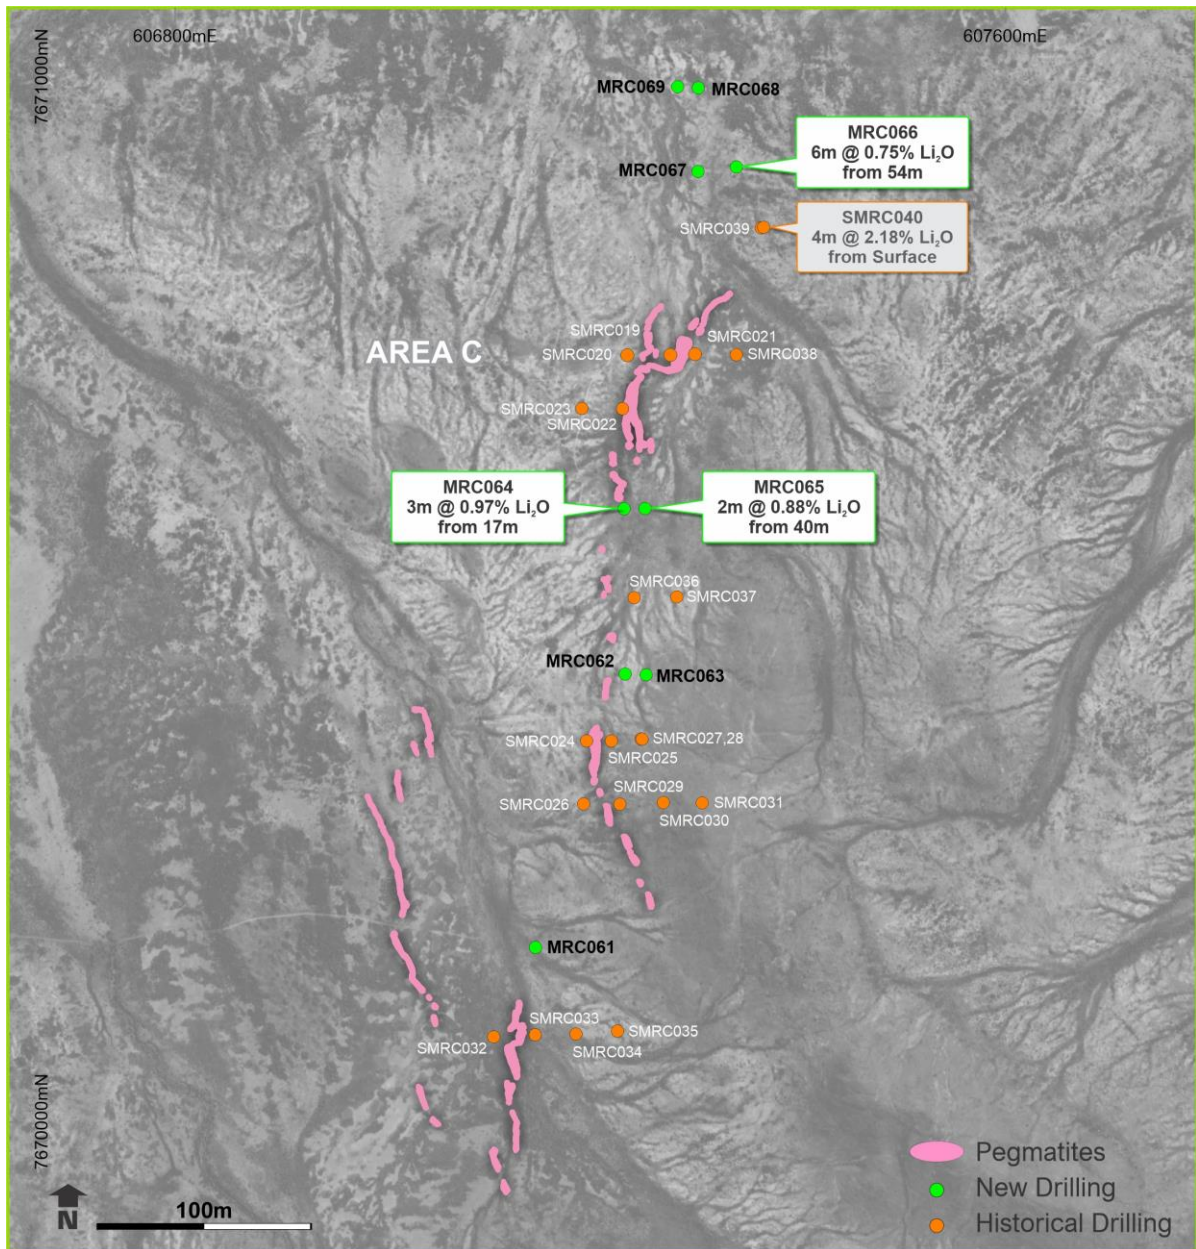 606800mE
607600mE
7671000mN
MRC069
MRC068
MRC066
6m @ 0.75% Li₂O
from 54m
MRC067
SMRC039
SMRC040
4m @ 2.18% Li₂O
from Surface
SMRC019
SMRC021
AREA C
SMRC020
SMRC038
SMRC023
SMRC022
MRC064
3m @ 0.97% Li₂O
from 17m
MRC065
2m @ 0.88% Li₂O
from 40m
SMRC036
SMRC037
MRC062
MRC063
SMRC024
SMRC027,28
SMRC025
SMRC029
SMRC026
SMRC031
SMRC030
MRC061
SMRC033
SMRC035
SMRC032
SMRC034
7670000mN
Pegmatites
New Drilling
Historical Drilling
N
100m